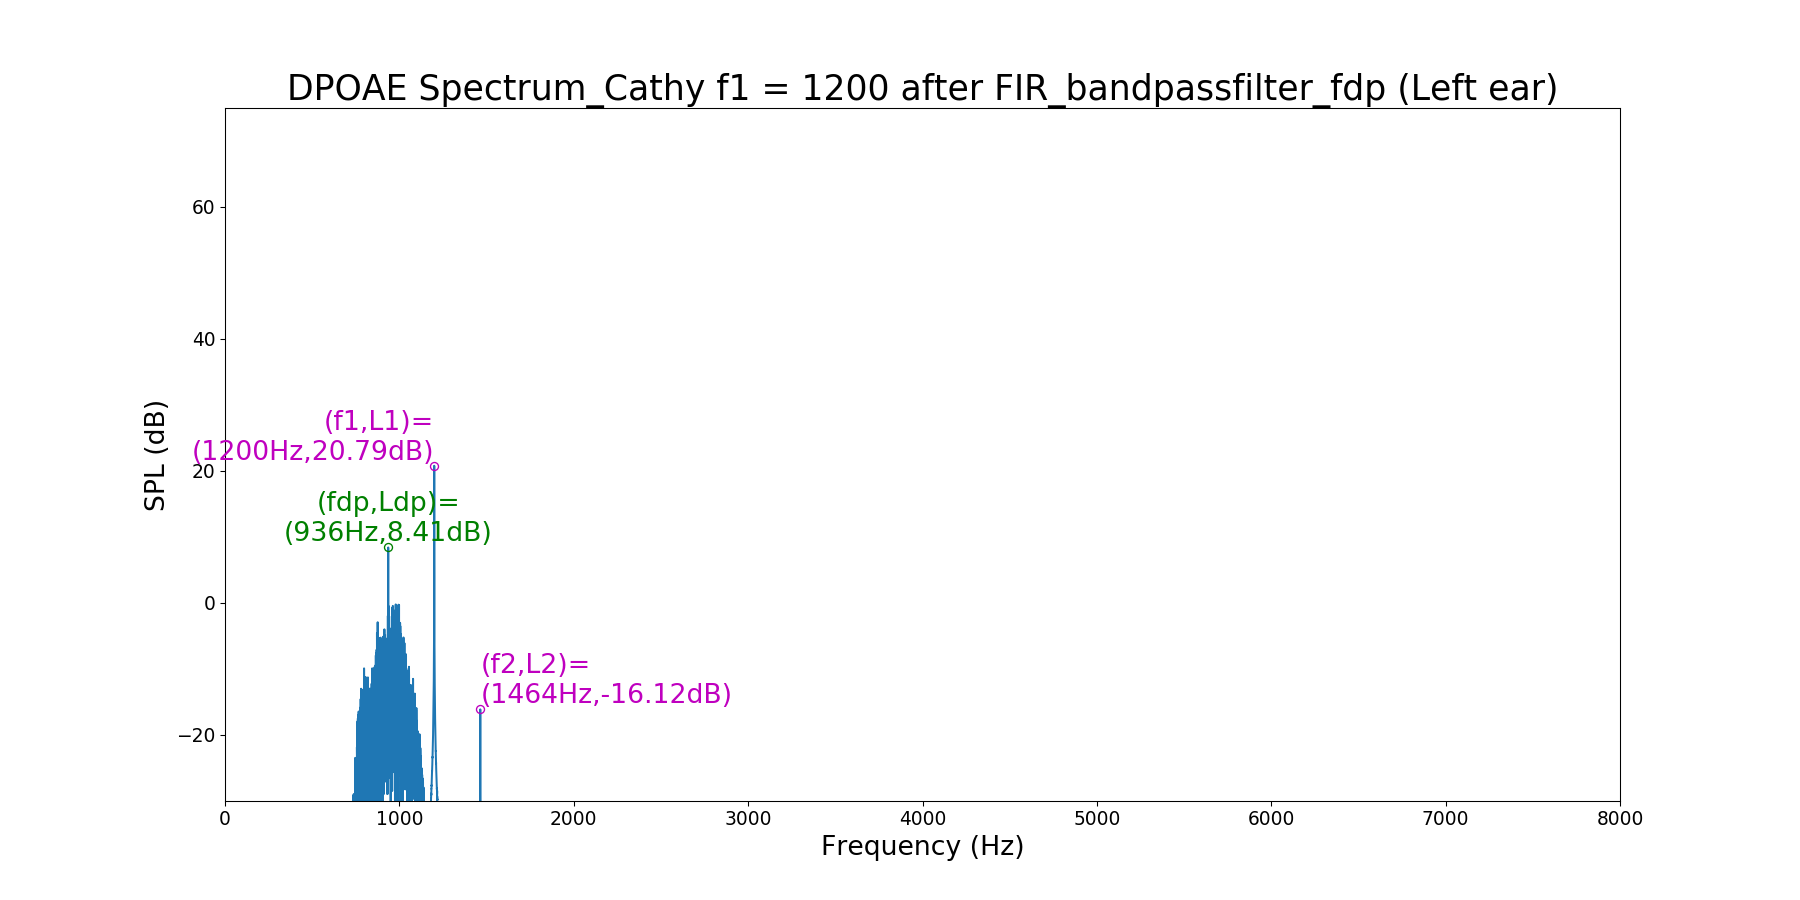 DPOAE Spectrum_Cathy f1 = 1200 after FIR_bandpassfilter_fdp (Left ear)
60
40
20
0
−20
SPL (dB)
(f1,L1)=
(1200Hz,20.79dB)
(fdp,Ldp)=
(936Hz,8.41dB)
(f2,L2)=
(1464Hz,-16.12dB)
0 1000 2000 3000 4000 5000 6000 7000 8000
Frequency (Hz)